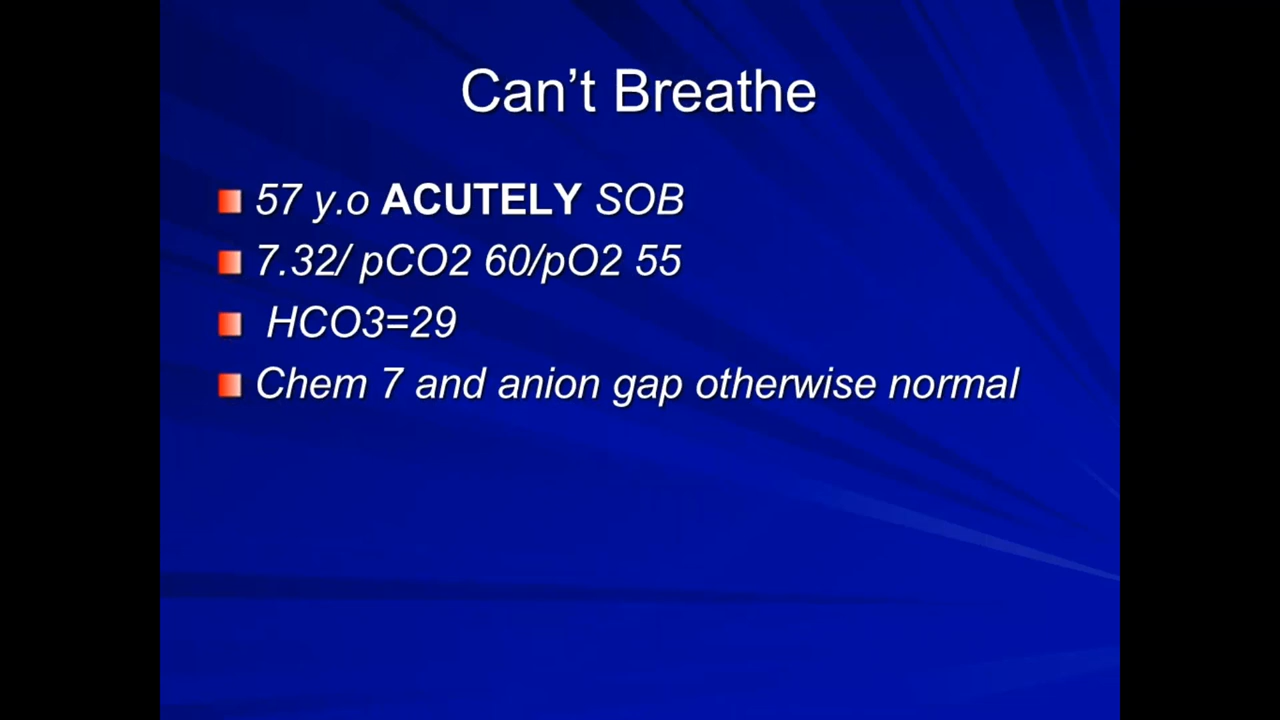 Can’t Breathe
57 y.o ACUTELY SOB
7.32/ pCO2 60/pO2 55
HCO3=29
Chem 7 and anion gap otherwise normal